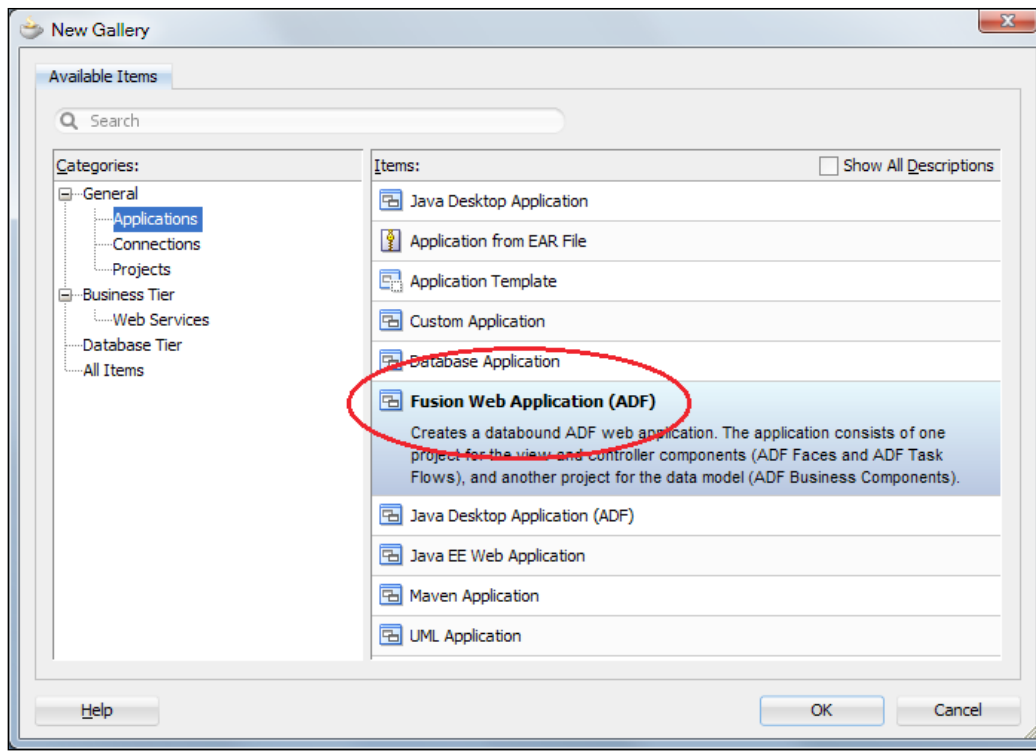 New Gallery
Available Items
Search
Categories:
General
Applications
Connections
Projects
Business Tier
Web Services
Database Tier
All Items
Items:
Show All Descriptions
Java Desktop Application
Application from EAR File
Application Template
Custom Application
Database Application
Fusion Web Application (ADF)
Creates a databound ADF web application. The application consists of one
project for the view and controller components (ADF Faces and ADF Task
Flows), and another project for the data model (ADF Business Components).
Java Desktop Application (ADF)
Java EE Web Application
Maven Application
UML Application
Help
OK
Cancel